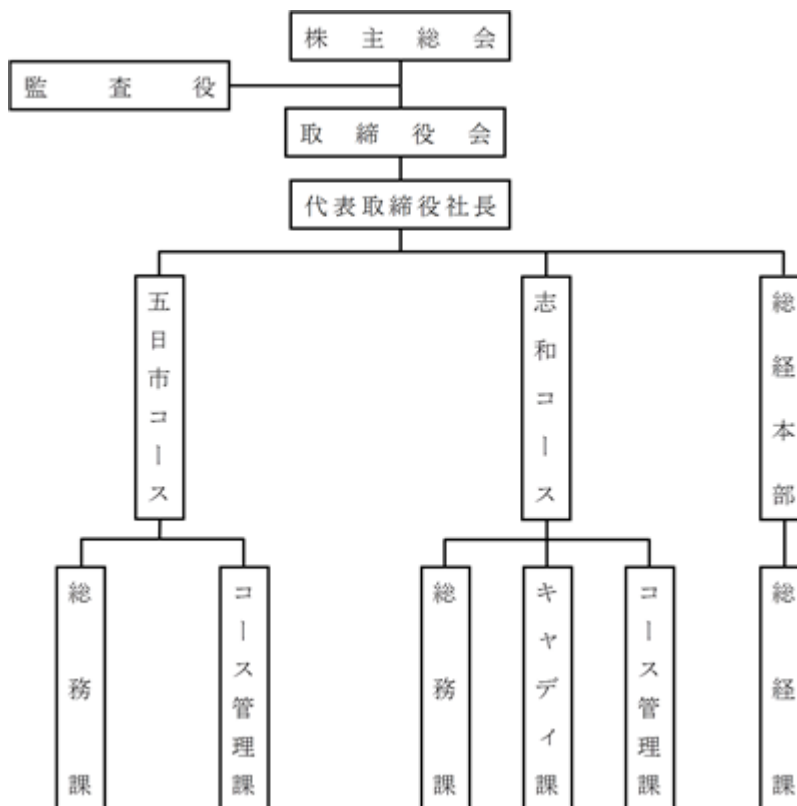 株主総会
監査役
取締役会
代表取締役社長
五日市コース
志和コース
総経本部
総務課
コース管理課
総務課
キャディ課
コース管理課
総経課